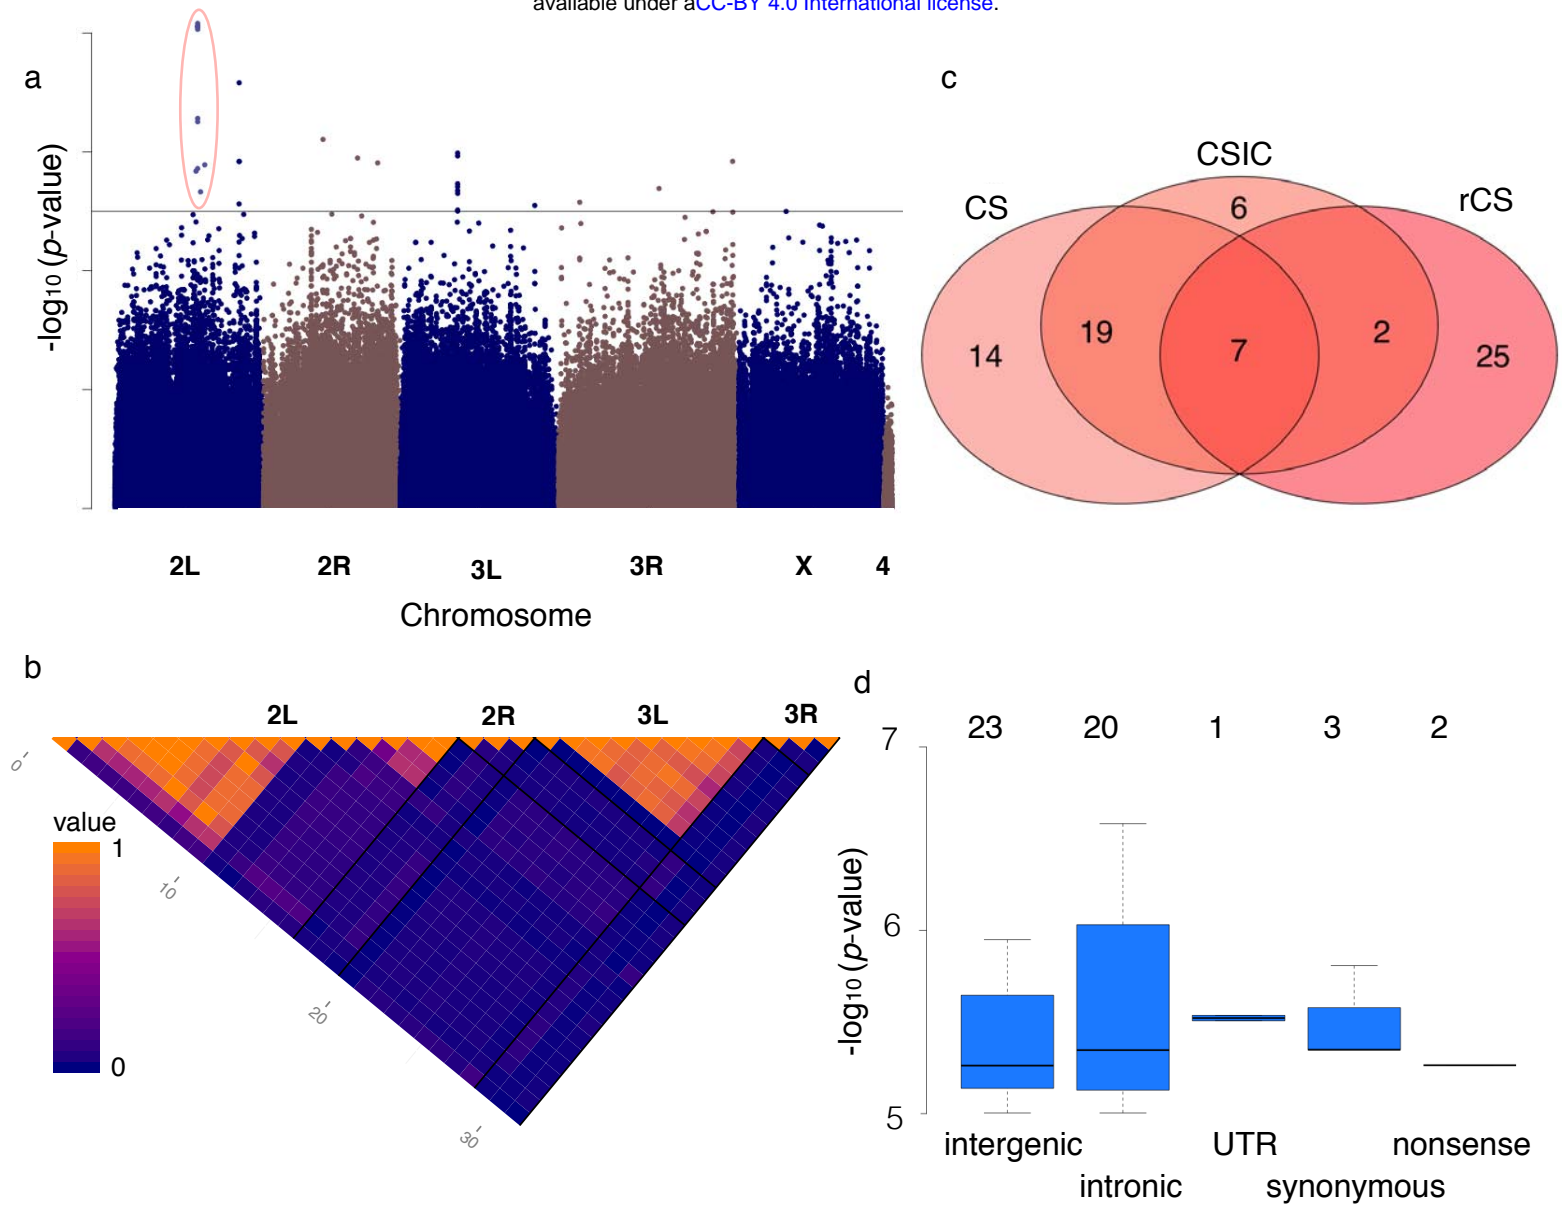 available under aCC-BY 4.0 International license.
a
-log10 (p-value)
2L 2R 3L 3R X 4
Chromosome
c
CSIC
CS
rCS
6
19
2
14
7
25
b
2L 2R 3L 3R
0
10
20
30
value
1
0
d
7
6
5
23 20 1 3 2
-log10 (p-value)
intergenic
UTR
nonsense
intronic
synonymous